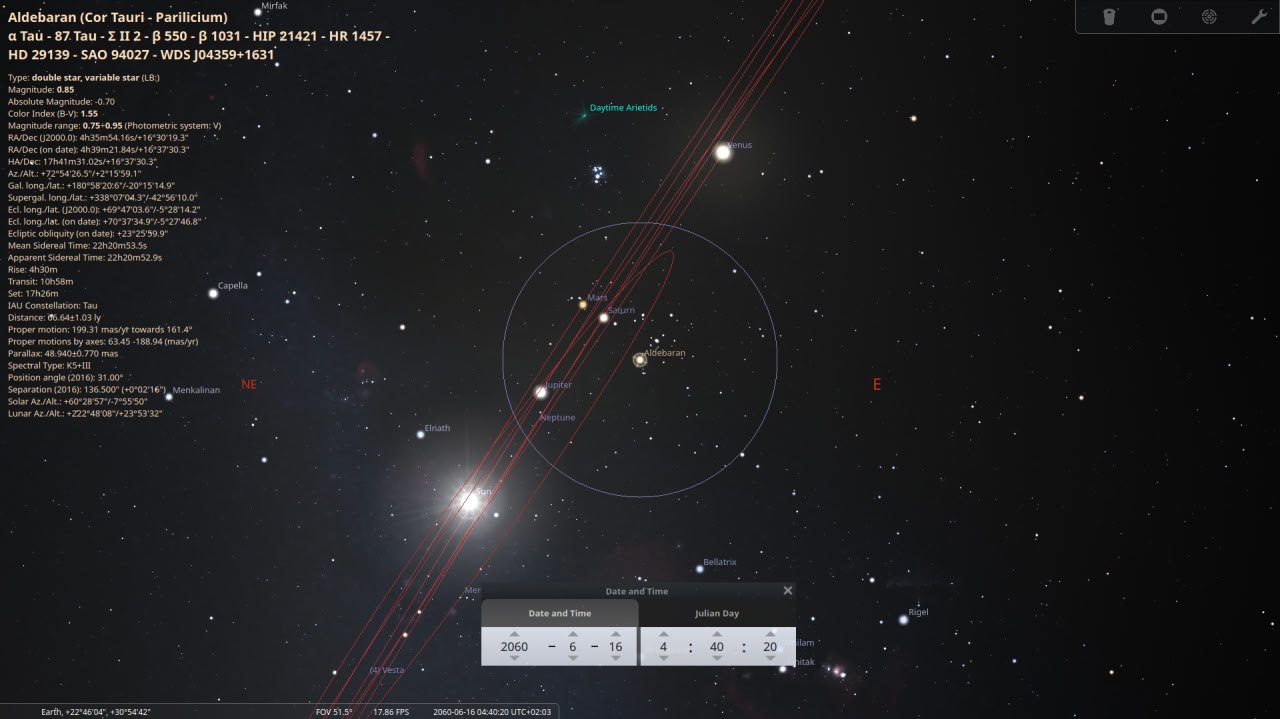 Aldebaran (Cor Tauri - Parilicium)
α Tau - 87 Tau - Σ II 2 - β 550 - β 1031 - HIP 21421 - HR 1457 -
HD 29139 - SAO 94027 - WDS J04359+1631
Type: double star, variable star (LB:)
Magnitude: 0.85
Absolute Magnitude: -0.70
Color Index (B-V): 1.55
Magnitude range: 0.75÷0.95 (Photometric system: V)
RA/Dec (J2000.0): 4h35m54.16s/+16°30'19.3"
RA/Dec (on date): 4h39m21.84s/+16°37'30.3"
HA/Dec: 17h41m31.02s/+16°37'30.3"
Az./Alt.: +72°54'26.5"/+2°15'59.1"
Gal. long./lat.: +180°58'20.6"/-20°15'14.9"
Supergal. long./lat.: +338°07'04.3"/-42°56'10.0"
Ecl. long./lat. (J2000.0): +69°47'03.6"/-5°28'14.2"
Ecl. long./lat. (on date): +70°37'34.9"/-5°27'46.8"
Ecliptic obliquity (on date): +23°25'59.9"
Mean Sidereal Time: 22h20m53.5s
Apparent Sidereal Time: 22h20m52.9s
Rise: 4h30m
Transit: 10h58m
Set: 17h26m
IAU Constellation: Tau
Distance: 66.64±1.03 ly
Proper motion: 199.31 mas/yr towards 161.4°
Proper motions by axes: 63.45 -188.94 (mas/yr)
Parallax: 48.940±0.770 mas
Spectral Type: K5+III
Position angle (2016): 31.00°
Separation (2016): 136.500" (+0°02'16")
Solar Az./Alt.: +60°28'57"/-7°55'50"
Lunar Az./Alt.: +222°48'08"/+23°53'32"
Mirfak
Daytime Arietids
Venus
Capella
Mars
Saturn
Aldebaran
NE
Menkalinan
Jupiter
E
Neptune
Elnath
Sun
Bellatrix
Mer
Rigel
(4) Vesta
Date and Time
Date and Time
Julian Day
2060 - 6 - 16
4 : 40 : 20
nilam
nitak
Earth, +22°46'04", +30°54'42"
FOV 51.5°
17.86 FPS
2060-06-16 04:40:20 UTC+02:03